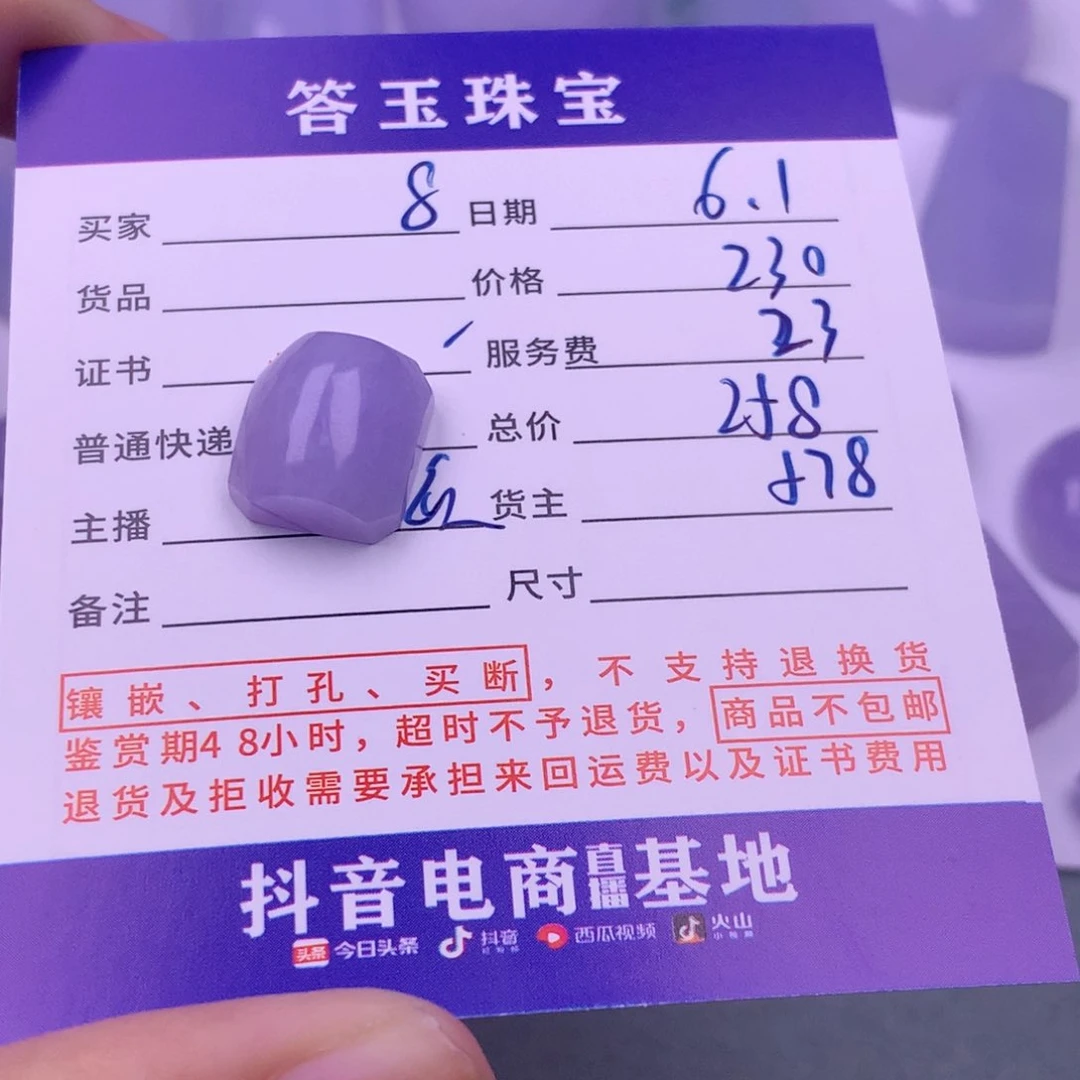 答玉珠宝
买家 8 日期 6.1
货品 价格 230
证书 服务费 23
普通快递 总价 258
主播 货主 578
备注 尺寸
镶嵌、打孔、买断，不支持退换货
鉴赏期48小时，超时不予退货，商品不包邮
退货及拒收需要承担来回运费以及证书费用
抖音电商直播基地
头条 今日头条 抖音 西瓜视频 火山